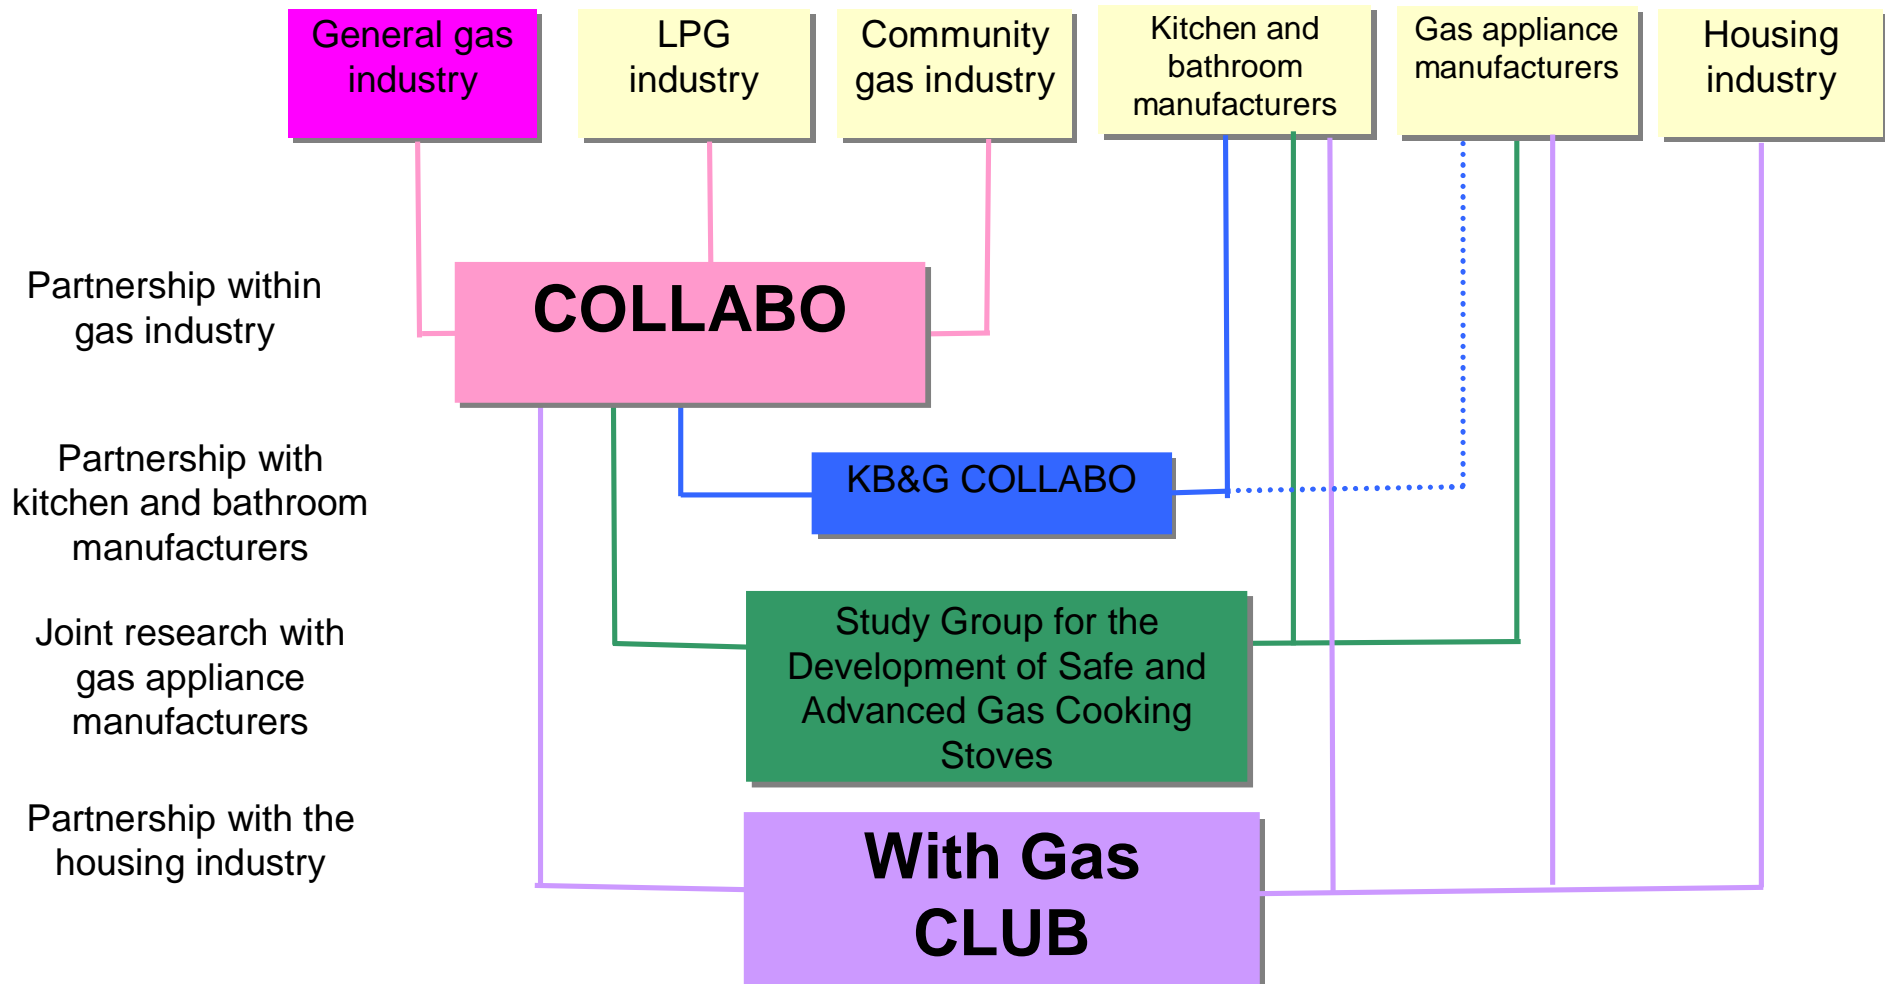 General gas
industry
LPG
industry
Community
gas industry
Kitchen and
bathroom
manufacturers
Gas appliance
manufacturers
Housing
industry
Partnership within
gas industry
COLLABO
Partnership with
kitchen and bathroom
manufacturers
KB&G COLLABO
Joint research with
gas appliance
manufacturers
Study Group for the
Development of Safe and
Advanced Gas Cooking
Stoves
Partnership with the
housing industry
With Gas
CLUB